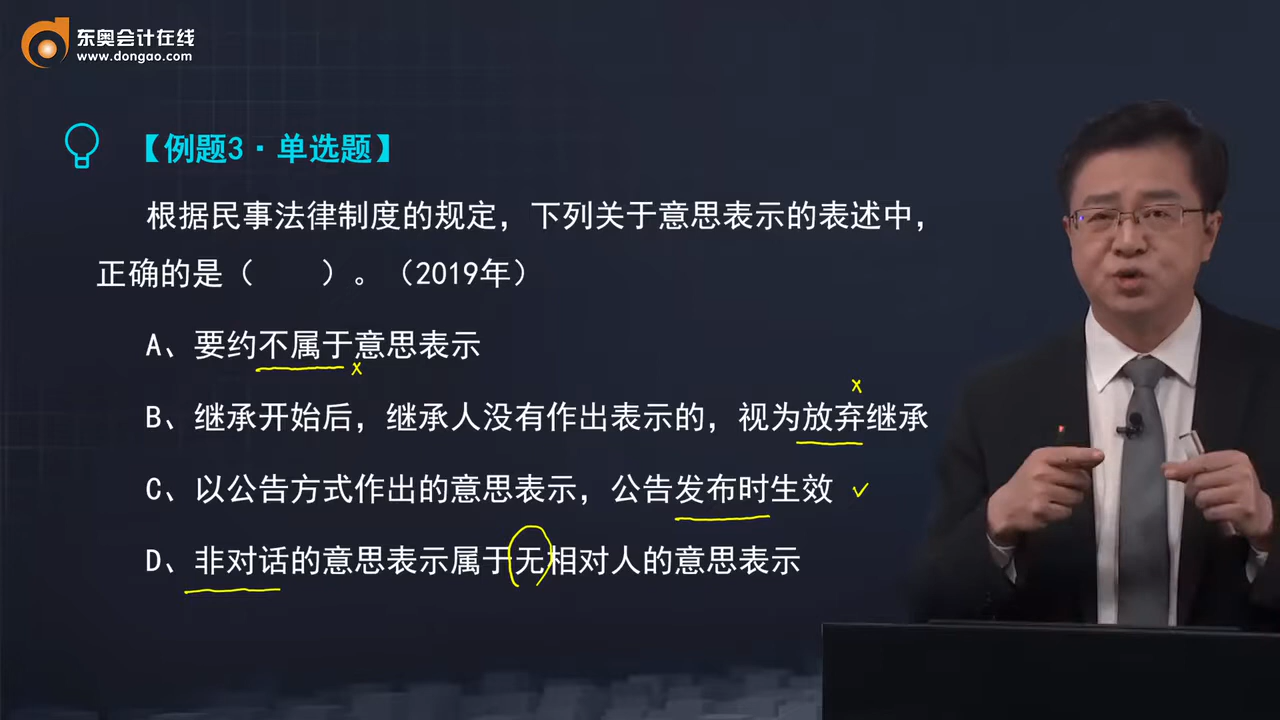 东奥会计在线
www.dongao.com
【例题3·单选题】
根据民事法律制度的规定，下列关于意思表示的表述中，
正确的是（　　）。（2019年）
A、要约不属于意思表示
B、继承开始后，继承人没有作出表示的，视为放弃继承
C、以公告方式作出的意思表示，公告发布时生效
D、非对话的意思表示属于无相对人的意思表示